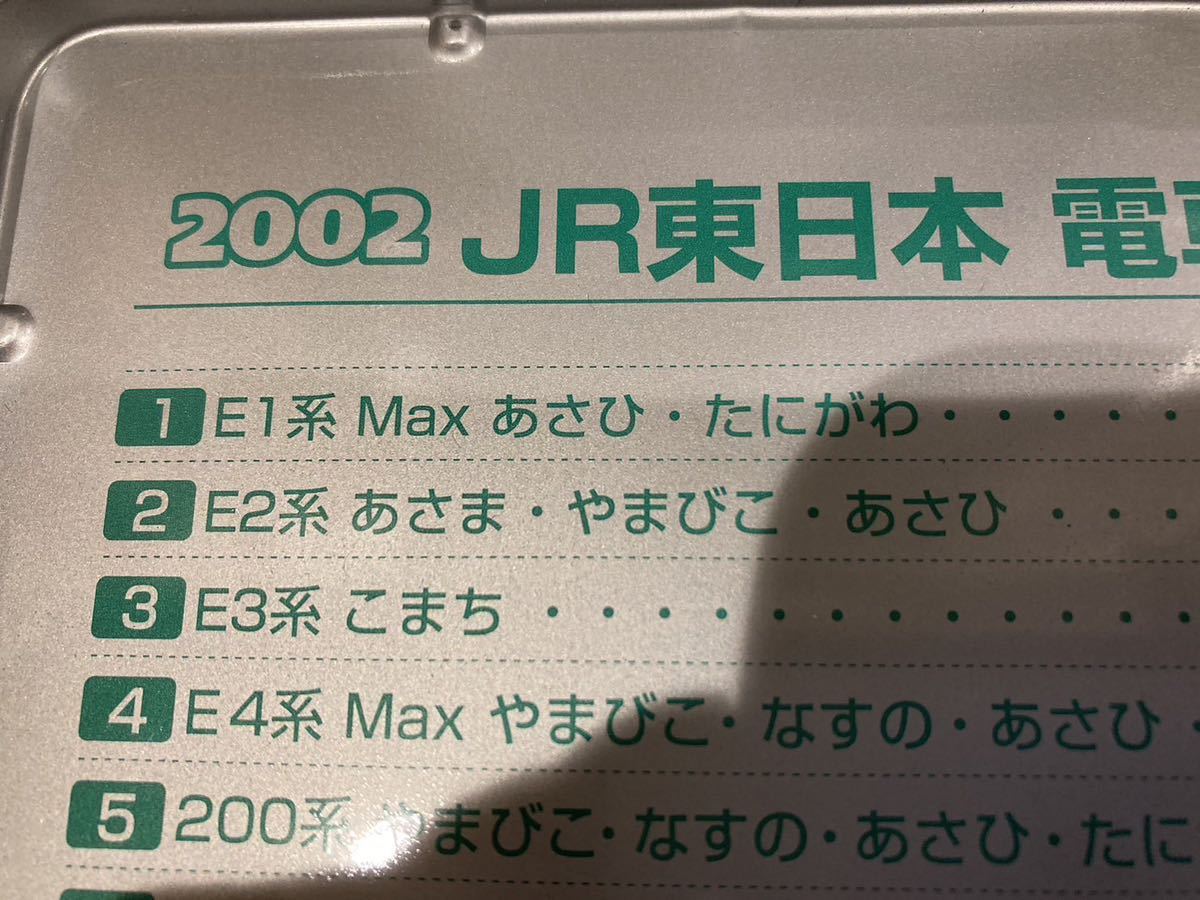 2002 JR東日本 電車
1 E1系 Max あさひ・たにがわ・・・・・
2 E2系 あさま・やまびこ・あさひ・・・
3 E3系 こまち・・・・・・・・・・・・
4 E4系 Max やまびこ・なすの・あさひ・
5 200系 やまびこ・なすの・あさひ・たに